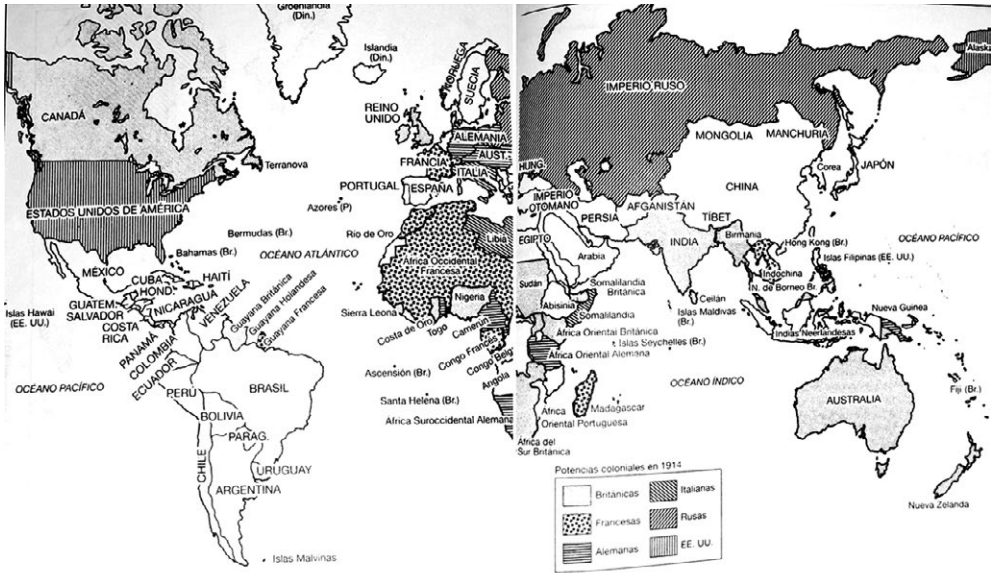 Groenlandia
(Din.)
Islandia
(Din.)
NORUEGA
SUECIA
REINO
UNIDO
CANADÁ
Terranova
ALEMANIA
FRANCIA
AUST.-
ITALIA
PORTUGAL
ESPAÑA
ESTADOS UNIDOS DE AMÉRICA
Azores (P)
Bermudas (Br.)
Río de Oro
Libia
Bahamas (Br.)
OCÉANO ATLÁNTICO
África Occidental
Francesa
MÉXICO
CUBA
HAITÍ
HOND.
GUATEM.
SALVADOR
NICARAGUA
COSTA
RICA
Islas Hawai
(EE. UU.)
PANAMÁ
VENEZUELA
Guayana Británica
Guayana Holandesa
Guayana Francesa
COLOMBIA
ECUADOR
Nigeria
Sierra Leona
Costa de Oro
Togo
Camerún
Congo Francés
Congo Belga
Angola
OCÉANO PACÍFICO
PERÚ
BRASIL
Ascensión (Br.)
Santa Helena (Br.)
BOLIVIA
África Suroccidental Alemana
PARAG.
CHILE
URUGUAY
ARGENTINA
Islas Malvinas
Alaska
IMPERIO RUSO
MONGOLIA
MANCHURIA
HUNG.
Corea
JAPÓN
IMPERIO
OTOMANO
CHINA
PERSIA
AFGANISTÁN
TÍBET
EGIPTO
INDIA
Birmania
Arabia
Hong Kong (Br.)
OCÉANO PACÍFICO
Islas Filipinas (EE. UU.)
Indochina
N. de Borneo Br.
Sudán
Somalilandia
Británica
Abisinia
Ceilán
Somalilandia
Islas Maldivas
(Br.)
Nueva Guinea
África Oriental Británica
Islas Seychelles (Br.)
Indias Neerlandesas
África Oriental Alemana
OCÉANO ÍNDICO
Fiji (Br.)
AUSTRALIA
Madagascar
África
Oriental Portuguesa
África del
Sur Británica
Nueva Zelanda
Potencias coloniales en 1914
Británicas
Italianas
Francesas
Rusas
Alemanas
EE. UU.